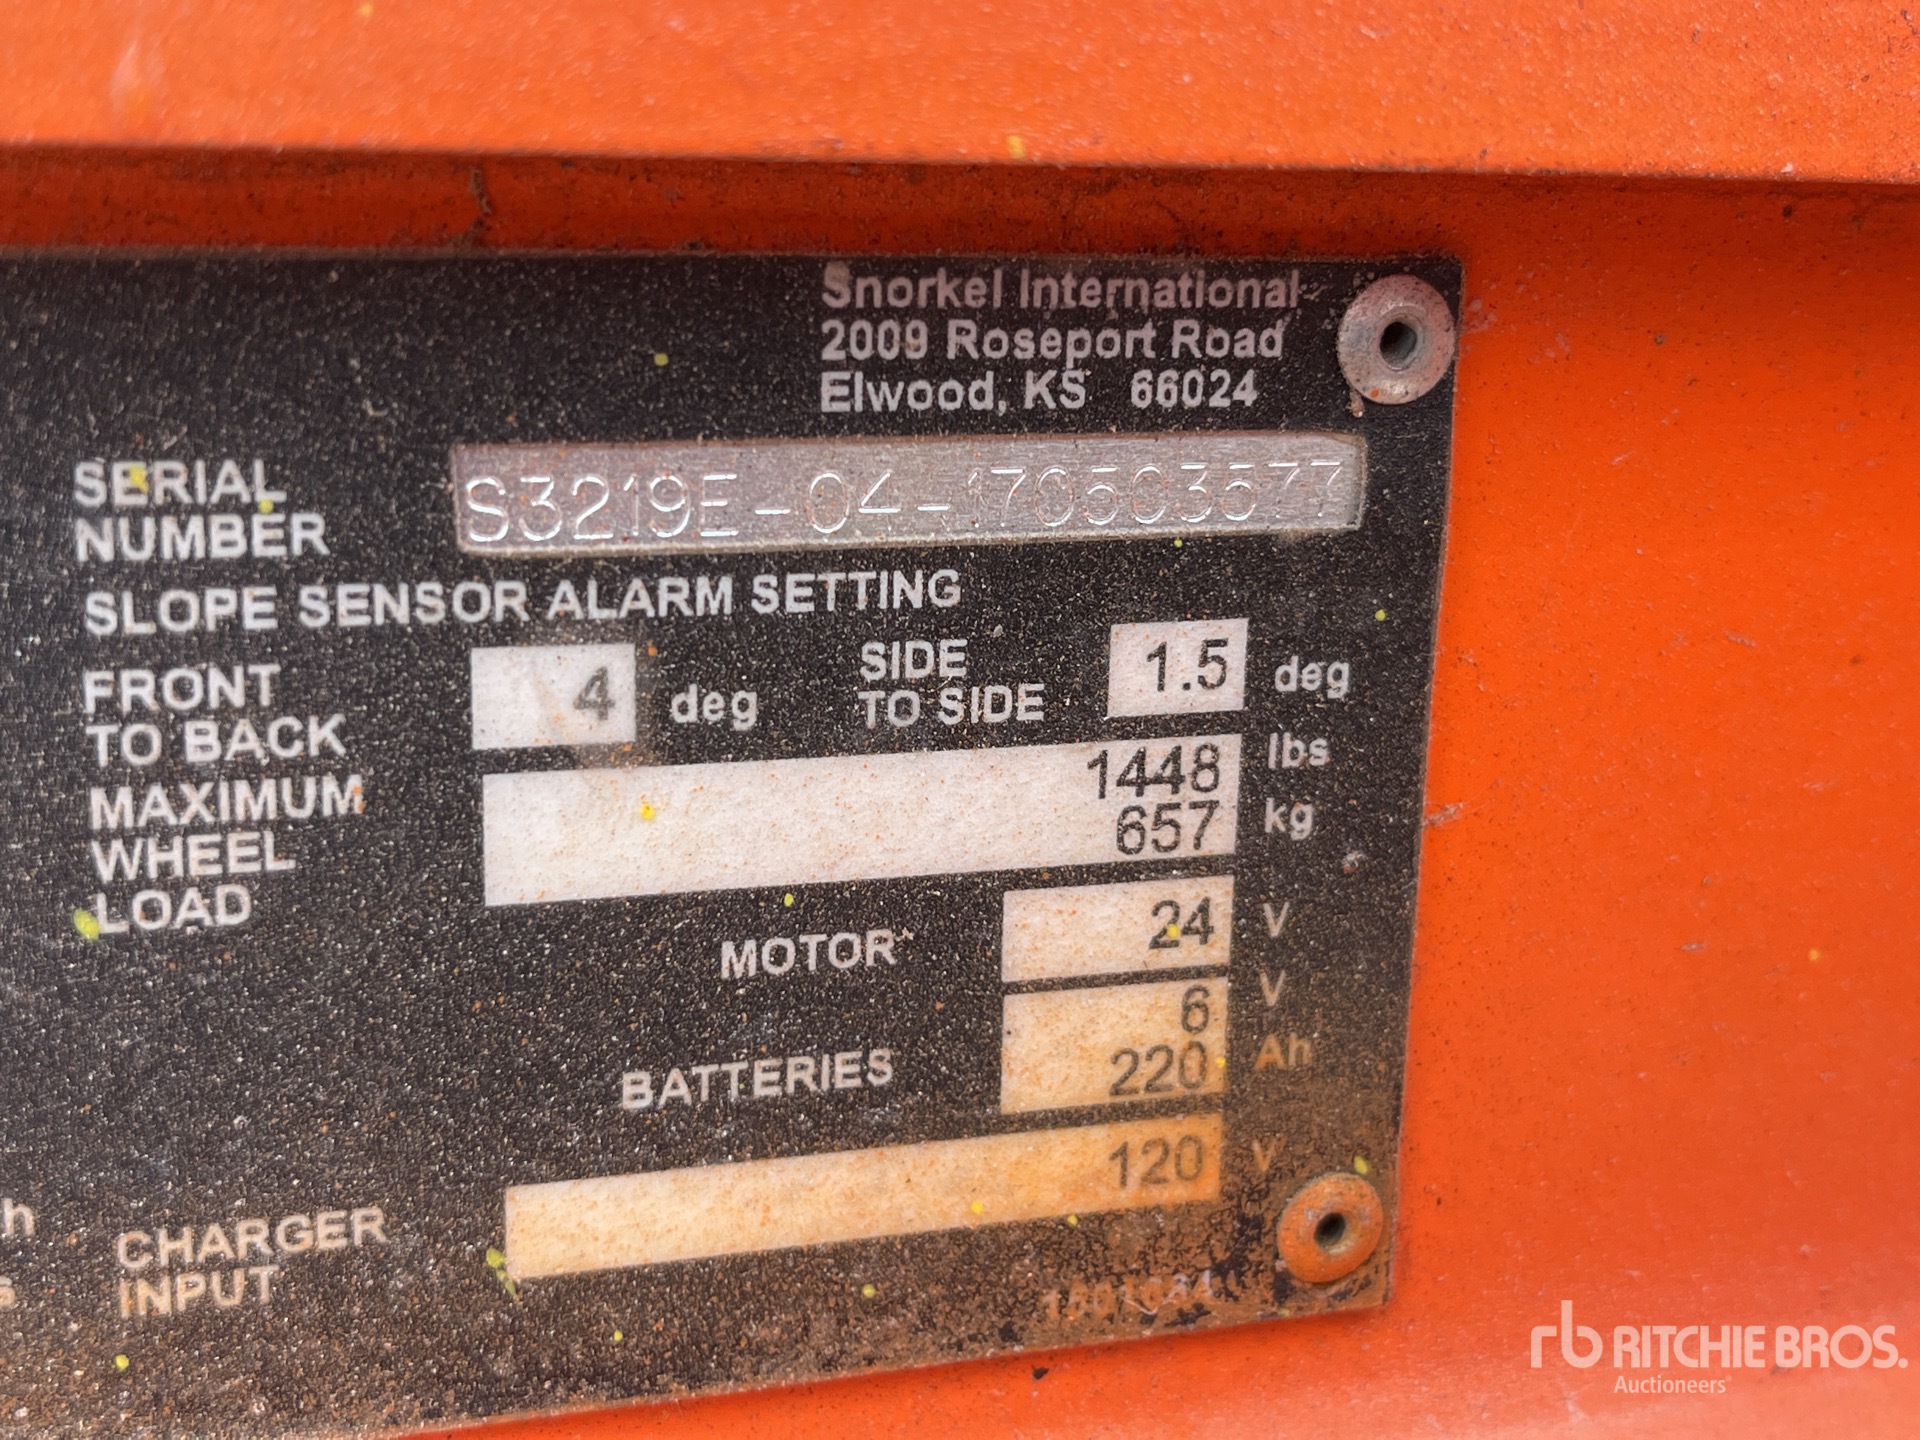 Snorkel International
2009 Roseport Road
Elwood, KS 66024
SERIAL
NUMBER
S3219E-04-170503577
SLOPE SENSOR ALARM SETTING
FRONT
TO BACK
4
deg
SIDE
TO SIDE
1.5
deg
MAXIMUM
WHEEL
LOAD
1448
lbs
657
kg
MOTOR
24
V
BATTERIES
6
V
220
Ah
CHARGER
INPUT
120
V
h
s
rb RITCHIE BROS.
Auctioneers